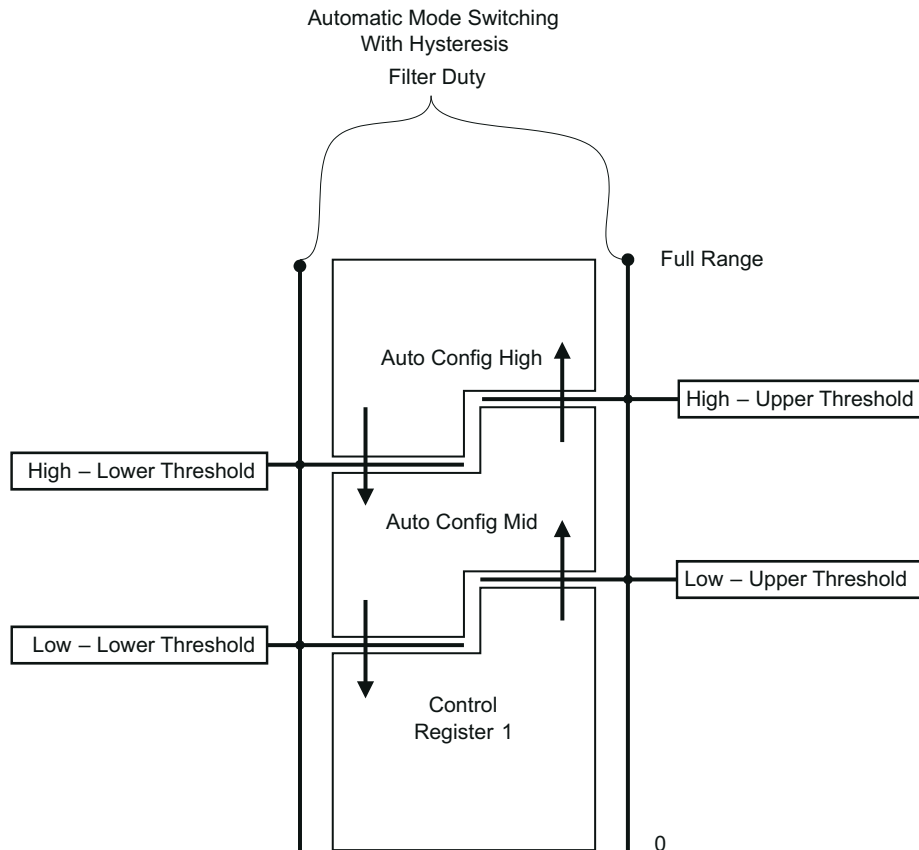 Automatic Mode Switching
With Hysteresis
Filter Duty
Full Range
Auto Config High
High – Upper Threshold
High – Lower Threshold
Auto Config Mid
Low – Upper Threshold
Low – Lower Threshold
Control
Register 1
0